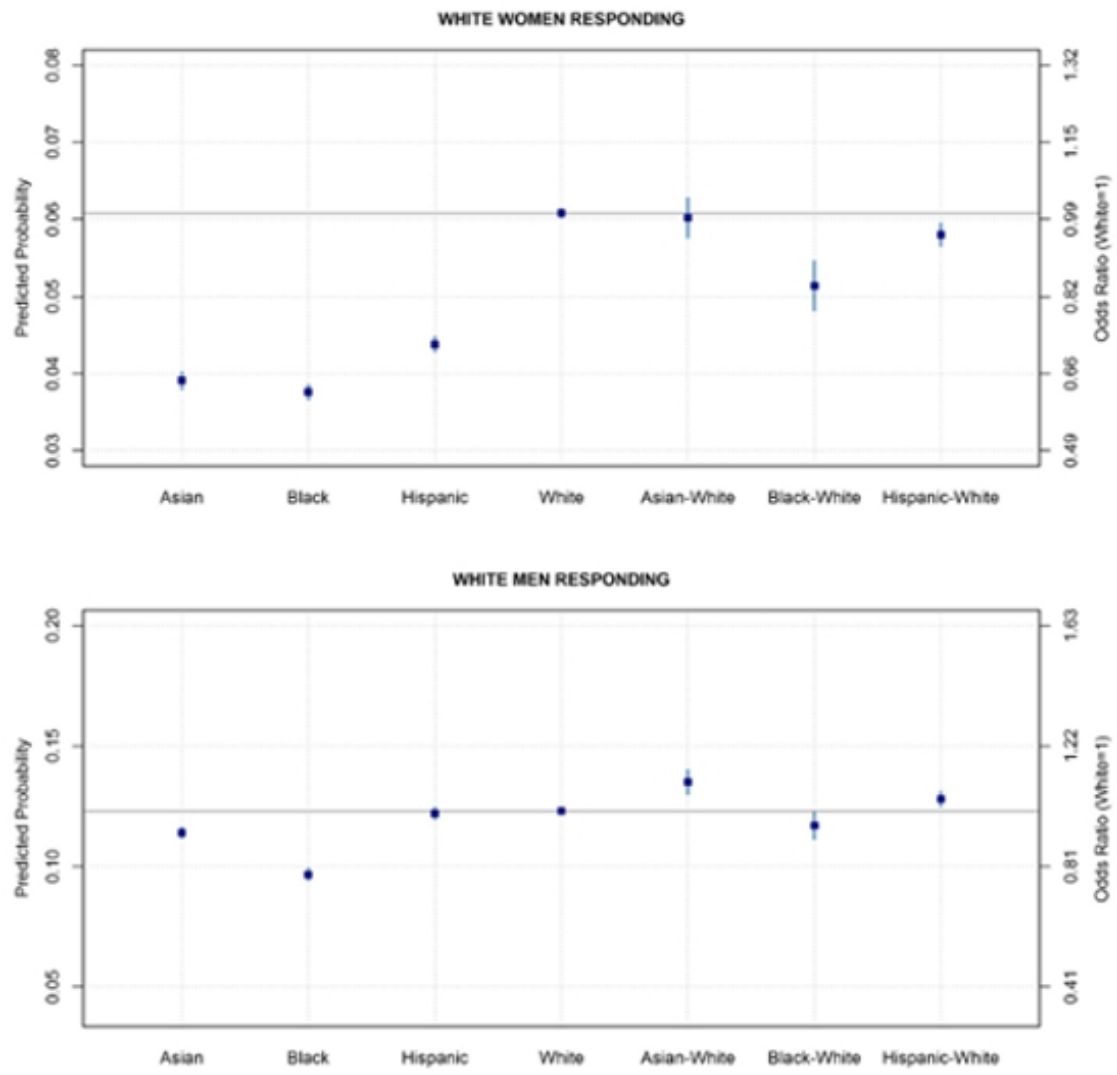 WHITE WOMEN RESPONDING
Predicted Probability
0.08
0.07
0.06
0.05
0.04
0.03
1.32
1.15
0.99
0.82
0.66
0.49
Odds Ratio (White=1)
Asian Black Hispanic White Asian-White Black-White Hispanic-White
WHITE MEN RESPONDING
Predicted Probability
0.20
0.15
0.10
0.05
1.63
1.22
0.81
0.41
Odds Ratio (White=1)
Asian Black Hispanic White Asian-White Black-White Hispanic-White